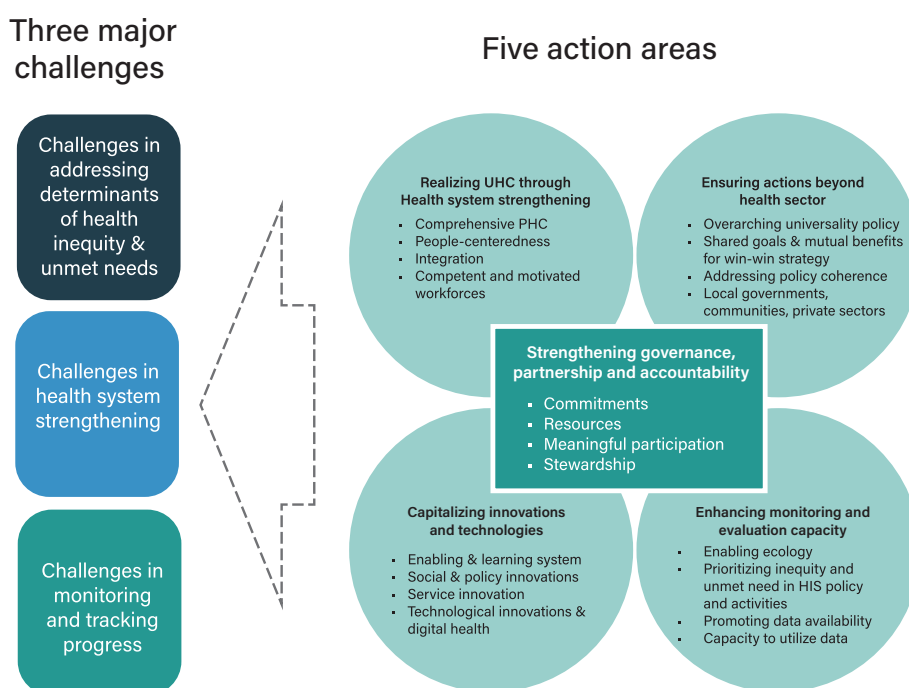 Three major
challenges
Five action areas
Challenges in
addressing
determinants
of health
inequity &
unmet needs
Challenges in
health system
strengthening
Challenges in
monitoring
and tracking
progress
Realizing UHC through
Health system strengthening
▪ Comprehensive PHC
▪ People-centeredness
▪ Integration
▪ Competent and motivated
workforces
Ensuring actions beyond
health sector
▪ Overarching universality policy
▪ Shared goals & mutual benefits
for win-win strategy
▪ Addressing policy coherence
▪ Local governments,
communities, private sectors
Strengthening governance,
partnership and accountability
▪ Commitments
▪ Resources
▪ Meaningful participation
▪ Stewardship
Capitalizing innovations
and technologies
▪ Enabling & learning system
▪ Social & policy innovations
▪ Service innovation
▪ Technological innovations &
digital health
Enhancing monitoring and
evaluation capacity
▪ Enabling ecology
▪ Prioritizing inequity and
unmet need in HIS policy
and activities
▪ Promoting data availability
▪ Capacity to utilize data